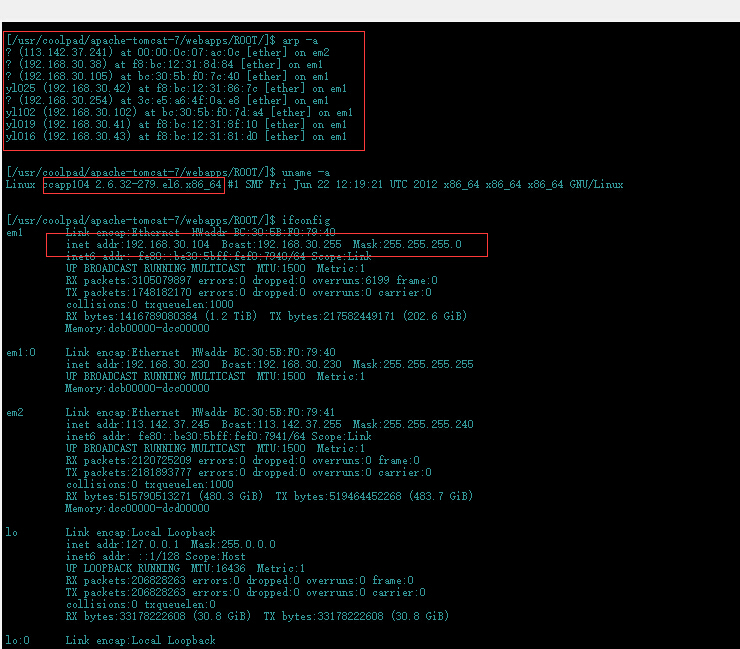 [/usr/coolpad/apache-tomcat-7/webapps/ROOT/]$ arp -a
? (113.142.37.241) at 00:00:0c:07:ac:0c [ether] on em2
? (192.168.30.38) at f8:bc:12:31:8d:84 [ether] on em1
? (192.168.30.105) at bc:30:5b:f0:7c:40 [ether] on em1
yl025 (192.168.30.42) at f8:bc:12:31:86:7c [ether] on em1
? (192.168.30.254) at 3c:e5:a6:4f:0a:e8 [ether] on em1
yl102 (192.168.30.102) at bc:30:5b:f0:7d:a4 [ether] on em1
yl019 (192.168.30.41) at f8:bc:12:31:8f:10 [ether] on em1
yl016 (192.168.30.43) at f8:bc:12:31:81:d0 [ether] on em1
[/usr/coolpad/apache-tomcat-7/webapps/ROOT/]$ uname -a
Linux ccapp104 2.6.32-279.el6.x86_64 #1 SMP Fri Jun 22 12:19:21 UTC 2012 x86_64 x86_64 x86_64 GNU/Linux
[/usr/coolpad/apache-tomcat-7/webapps/ROOT/]$ ifconfig
em1 Link encap:Ethernet HWaddr BC:30:5B:F0:79:40
inet addr:192.168.30.104 Bcast:192.168.30.255 Mask:255.255.255.0
inet6 addr: fe80::be30:5bff:fef0:7940/64 Scope:Link
UP BROADCAST RUNNING MULTICAST MTU:1500 Metric:1
RX packets:3105079897 errors:0 dropped:0 overruns:6199 frame:0
TX packets:1748182170 errors:0 dropped:0 overruns:0 carrier:0
collisions:0 txqueuelen:1000
RX bytes:1416789080384 (1.2 TiB) TX bytes:217582449171 (202.6 GiB)
Memory:dcb00000-dcc00000
em1:0 Link encap:Ethernet HWaddr BC:30:5B:F0:79:40
inet addr:192.168.30.230 Bcast:192.168.30.230 Mask:255.255.255.255
UP BROADCAST RUNNING MULTICAST MTU:1500 Metric:1
Memory:dcb00000-dcc00000
em2 Link encap:Ethernet HWaddr BC:30:5B:F0:79:41
inet addr:113.142.37.245 Bcast:113.142.37.255 Mask:255.255.255.240
inet6 addr: fe80::be30:5bff:fef0:7941/64 Scope:Link
UP BROADCAST RUNNING MULTICAST MTU:1500 Metric:1
RX packets:2120725209 errors:0 dropped:0 overruns:0 frame:0
TX packets:2181893777 errors:0 dropped:0 overruns:0 carrier:0
collisions:0 txqueuelen:1000
RX bytes:515790513271 (480.3 GiB) TX bytes:519464452268 (483.7 GiB)
Memory:dcc00000-dcd00000
lo Link encap:Local Loopback
inet addr:127.0.0.1 Mask:255.0.0.0
inet6 addr: ::1/128 Scope:Host
UP LOOPBACK RUNNING MTU:16436 Metric:1
RX packets:206828263 errors:0 dropped:0 overruns:0 frame:0
TX packets:206828263 errors:0 dropped:0 overruns:0 carrier:0
collisions:0 txqueuelen:0
RX bytes:33178222608 (30.8 GiB) TX bytes:33178222608 (30.8 GiB)
lo:0 Link encap:Local Loopback